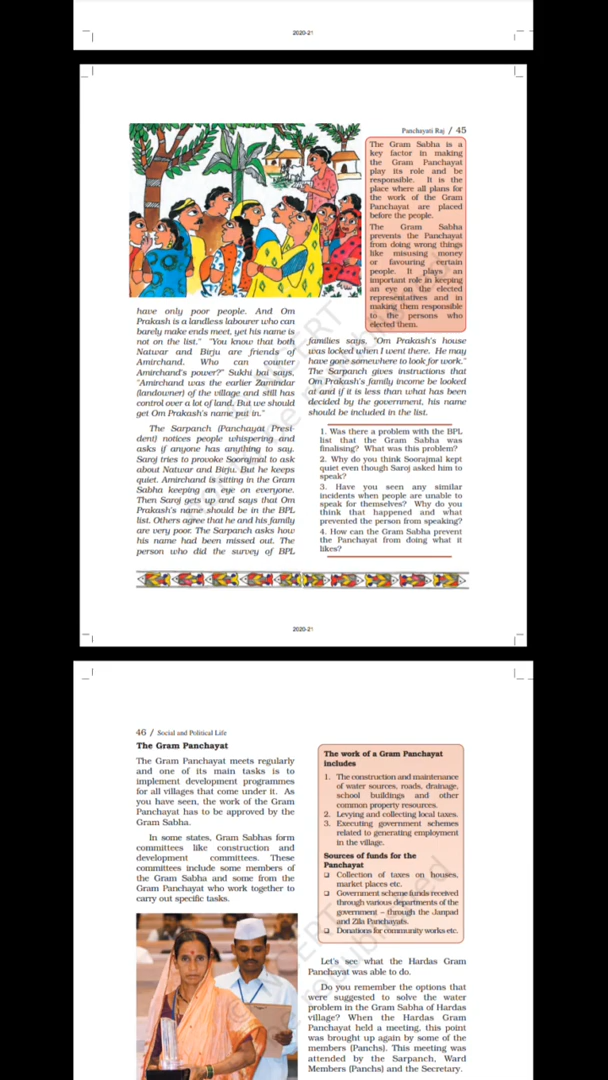 2020-21
Panchayati Raj / 45
The Gram Sabha is a
key factor in making
the Gram Panchayat
play its role and be
responsible. It is the
place where all plans for
the work of the Gram
Panchayat are placed
before the people.
The Gram Sabha
prevents the Panchayat
from doing wrong things
like misusing money
or favouring certain
people. It plays an
important role in keeping
an eye on the elected
representatives and in
making them responsible
to the persons who
elected them.
have only poor people. And Om
Prakash is a landless labourer who can
barely make ends meet, yet his name is
not on the list." "You know that both
Natwar and Birju are friends of
Amirchand. Who can counter
Amirchand's power?" Sukhi bai says,
"Amirchand was the earlier Zamindar
(landowner) of the village and still has
control over a lot of land. But we should
get Om Prakash's name put in."
The Sarpanch (Panchayat Presi-
dent) notices people whispering and
asks if anyone has anything to say.
Saroj tries to provoke Soorajmal to ask
about Natwar and Birju. But he keeps
quiet. Amirchand is sitting in the Gram
Sabha keeping an eye on everyone.
Then Saroj gets up and says that Om
Prakash's name should be in the BPL
list. Others agree that he and his family
are very poor. The Sarpanch asks how
his name had been missed out. The
person who did the survey of BPL
families says, "Om Prakash's house
was locked when I went there. He may
have gone somewhere to look for work."
The Sarpanch gives instructions that
Om Prakash's family income be looked
at and if it is less than what has been
decided by the government, his name
should be included in the list.
1. Was there a problem with the BPL
list that the Gram Sabha was
finalising? What was this problem?
2. Why do you think Soorajmal kept
quiet even though Saroj asked him to
speak?
3. Have you seen any similar
incidents when people are unable to
speak for themselves? Why do you
think that happened and what
prevented the person from speaking?
4. How can the Gram Sabha prevent
the Panchayat from doing what it
likes?
2020-21
46 / Social and Political Life
The Gram Panchayat
The Gram Panchayat meets regularly
and one of its main tasks is to
implement development programmes
for all villages that come under it. As
you have seen, the work of the Gram
Panchayat has to be approved by the
Gram Sabha.
In some states, Gram Sabhas form
committees like construction and
development committees. These
committees include some members of
the Gram Sabha and some from the
Gram Panchayat who work together to
carry out specific tasks.
The work of a Gram Panchayat
includes
1. The construction and maintenance
of water sources, roads, drainage,
school buildings and other
common property resources.
2. Levying and collecting local taxes.
3. Executing government schemes
related to generating employment
in the village.
Sources of funds for the
Panchayat
❑ Collection of taxes on houses,
market places etc.
❑ Government scheme funds received
through various departments of the
government – through the Janpad
and Zila Panchayats.
❑ Donations for community works etc.
Let's see what the Hardas Gram
Panchayat was able to do.
Do you remember the options that
were suggested to solve the water
problem in the Gram Sabha of Hardas
village? When the Hardas Gram
Panchayat held a meeting, this point
was brought up again by some of the
members (Panchs). This meeting was
attended by the Sarpanch, Ward
Members (Panchs) and the Secretary.